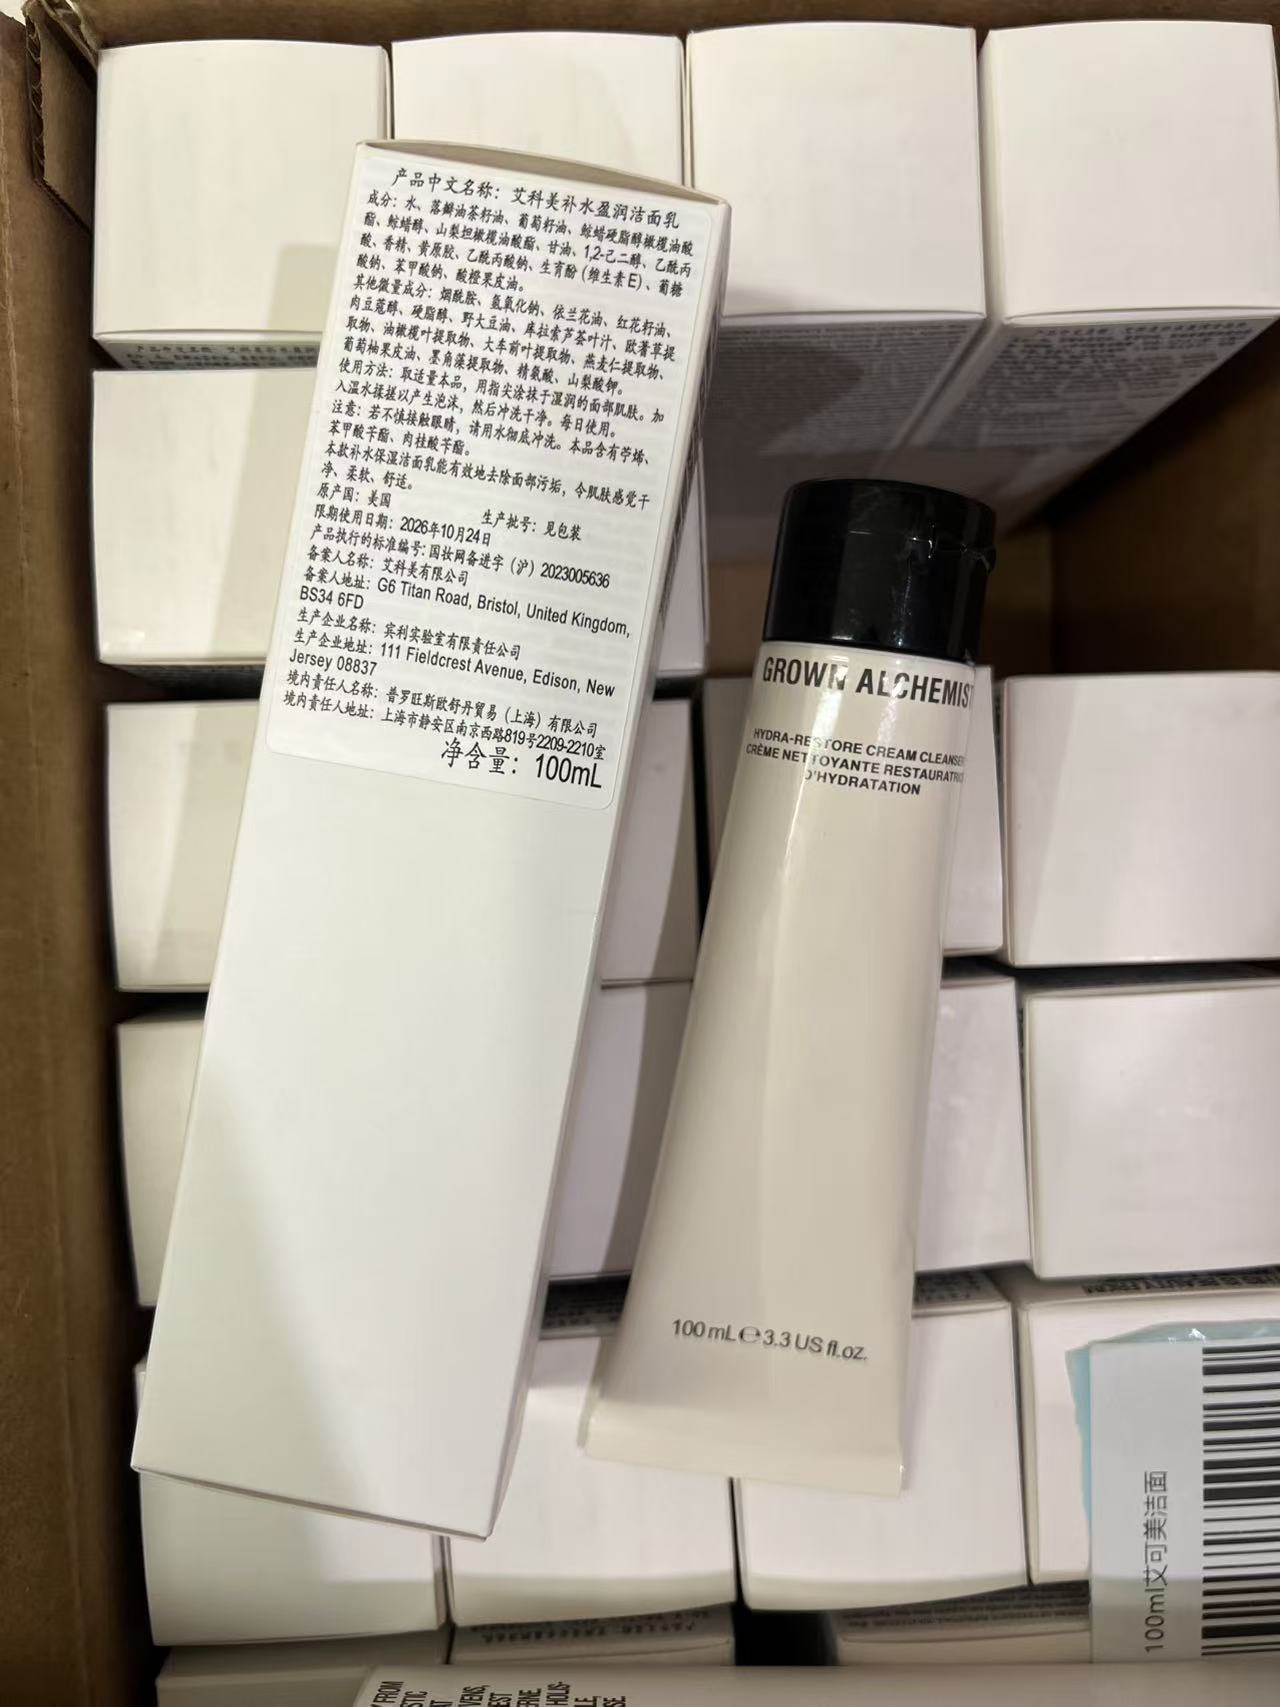 产品中文名称：艾科美补水盈润洁面乳
成分：水、落瓣油茶籽油、葡萄籽油、鲸蜡硬脂醇橄榄油酸
酯、鲸蜡醇、山梨坦橄榄油酸酯、甘油、1,2-己二醇、乙酰丙
酸、香精、黄原胶、乙酰丙酸钠、生育酚（维生素E）、葡糖
酸钠、苯甲酸钠、酸橙果皮油。
其他微量成分：烟酰胺、氢氧化钠、依兰花油、红花籽油、
肉豆蔻醇、硬脂醇、野大豆油、库拉索芦荟叶汁、欧蓍草提
取物、油橄榄叶提取物、大车前叶提取物、燕麦仁提取物、
葡萄柚果皮油、墨角藻提取物、精氨酸、山梨酸钾。
使用方法：取适量本品，用指尖涂抹于湿润的面部肌肤。加
入温水揉搓以产生泡沫，然后冲洗干净。每日使用。
注意：若不慎接触眼睛，请用水彻底冲洗。本品含有苧烯、
苯甲酸苄酯、肉桂酸苄酯。
本款补水保湿洁面乳能有效地去除面部污垢，令肌肤感觉干
净、柔软、舒适。
原产国：美国 生产批号：见包装
限期使用日期：2026年10月24日
产品执行的标准编号：国妆网备进字（沪）2023005636
备案人名称：艾科美有限公司
备案人地址：G6 Titan Road, Bristol, United Kingdom,
BS34 6FD
生产企业名称：宾利实验室有限责任公司
生产企业地址：111 Fieldcrest Avenue, Edison, New
Jersey 08837
境内责任人名称：普罗旺斯欧舒丹贸易（上海）有限公司
境内责任人地址：上海市静安区南京西路819号2209-2210室
净含量：100mL
GROWN ALCHEMIST
HYDRA-RESTORE CREAM CLEANSER
CRÈME NETTOYANTE RESTAURATRICE
D'HYDRATATION
100 mL ℮ 3.3 US fl.oz.
100ml艾可美洁面